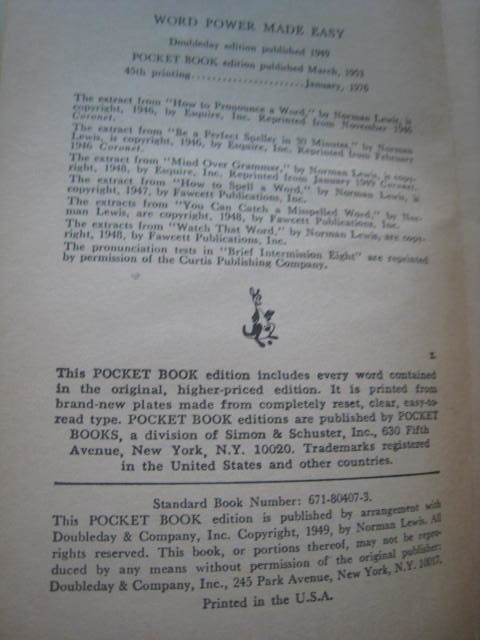 WORD POWER MADE EASY
Doubleday edition published 1949
POCKET BOOK edition published March, 1953
45th printing.....................January, 1976
The extract from "How to Pronounce a Word," by Norman Lewis, is
copyright, 1946, by Esquire, Inc. Reprinted from November 1946
Coronet.
The extract from "Be a Perfect Speller in 30 Minutes," by Norman
Lewis, is copyright, 1946, by Esquire, Inc. Reprinted from February
1946 Coronet.
The extract from "Mind Over Grammar," by Norman Lewis, is copy-
right, 1948, by Esquire, Inc. Reprinted from January 1949 Coronet.
The extract from "How to Spell a Word," by Norman Lewis, is
copyright, 1947, by Fawcett Publications, Inc.
The extracts from "You Can Catch a Misspelled Word," by Nor-
man Lewis, are copyright, 1948, by Fawcett Publications, Inc.
The extracts from "Watch That Word," by Norman Lewis, are copy-
right, 1948, by Fawcett Publications, Inc.
The pronunciation tests in "Brief Intermission Eight" are reprinted
by permission of the Curtis Publishing Company.
This POCKET BOOK edition includes every word contained
in the original, higher-priced edition. It is printed from
brand-new plates made from completely reset, clear, easy-to-
read type. POCKET BOOK editions are published by POCKET
BOOKS, a division of Simon & Schuster, Inc., 630 Fifth
Avenue, New York, N.Y. 10020. Trademarks registered
in the United States and other countries.
Standard Book Number: 671-80407-3.
This POCKET BOOK edition is published by arrangement with
Doubleday & Company, Inc. Copyright, 1949, by Norman Lewis. All
rights reserved. This book, or portions thereof, may not be repro-
duced by any means without permission of the original publisher:
Doubleday & Company, Inc., 245 Park Avenue, New York, N.Y. 10017.
Printed in the U.S.A.